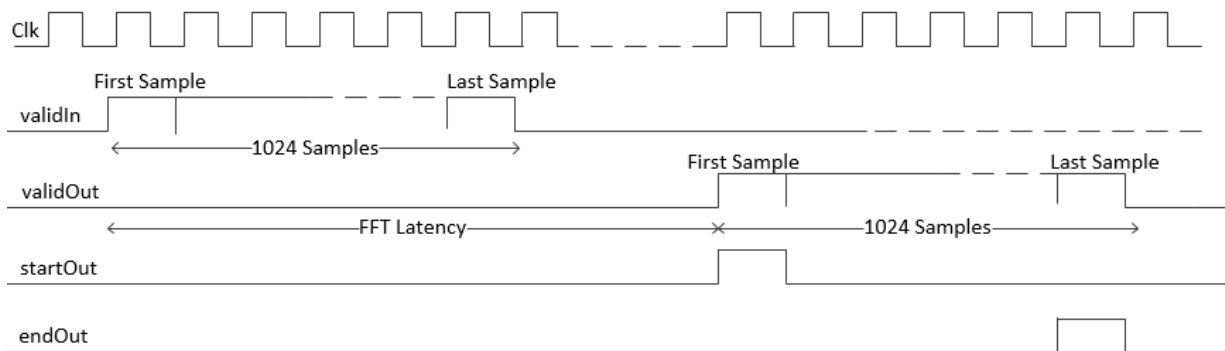 Clk
First Sample
Last Sample
validIn
1024 Samples
First Sample
Last Sample
validOut
FFT Latency
1024 Samples
startOut
endOut